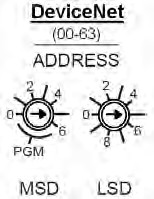 DeviceNet
(00-63)
ADDRESS
2 4 2 4
0 6 0 6
8
PGM
MSD LSD